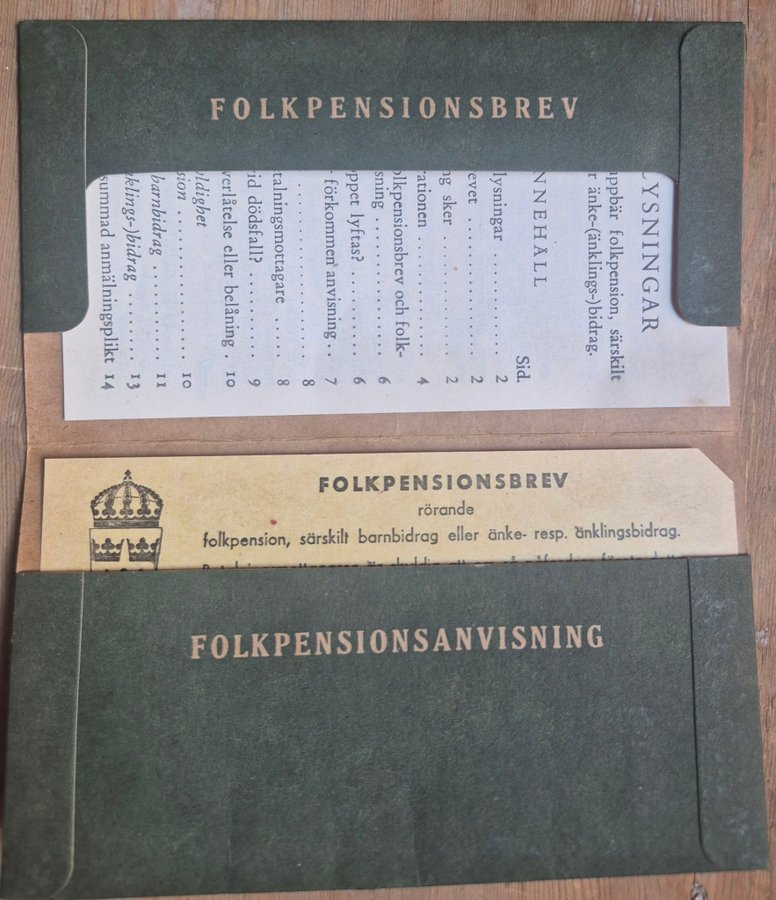 FOLKPENSIONSBREV
LYSNINGAR
uppbär folkpension, särskilt
r änke-(änklings-)bidrag.
NNEHÅLL
Sid.
lysningar ........ 2
evet ........ 2
ng sker ........ 2
rationen ........ 4
olkpensionsbrev och folk-
sning ........ 6
oppet lyftas? ........ 6
förkommen anvisning .. 7
........ 8
talningsmottagare ........ 8
id dödsfall? ........ 9
verlåtelse eller belåning . 10
yldighet
sion ........ 10
barnbidrag ........ 11
klings-)bidrag ........ 13
summad anmälningsplikt 14
FOLKPENSIONSBREV
rörande
folkpension, särskilt barnbidrag eller änke- resp. änklingsbidrag.
FOLKPENSIONSANVISNING